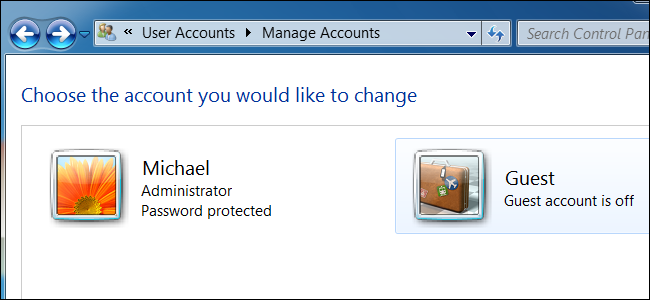 « User Accounts Manage Accounts
Search Control Pan
Choose the account you would like to change
Michael
Administrator
Password protected
Guest
Guest account is off